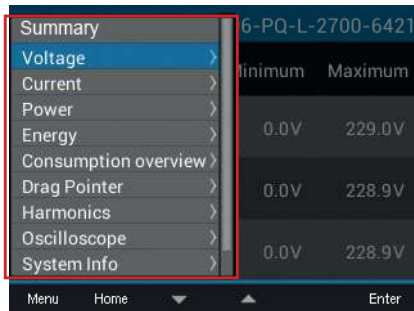 Summary
Voltage >
Current >
Power >
Energy >
Consumption overview >
Drag Pointer >
Harmonics >
Oscilloscope >
System Info >
6-PQ-L-2700-6421
Minimum Maximum
0.0V 229.0V
0.0V 228.9V
0.0V 228.9V
Menu Home Enter